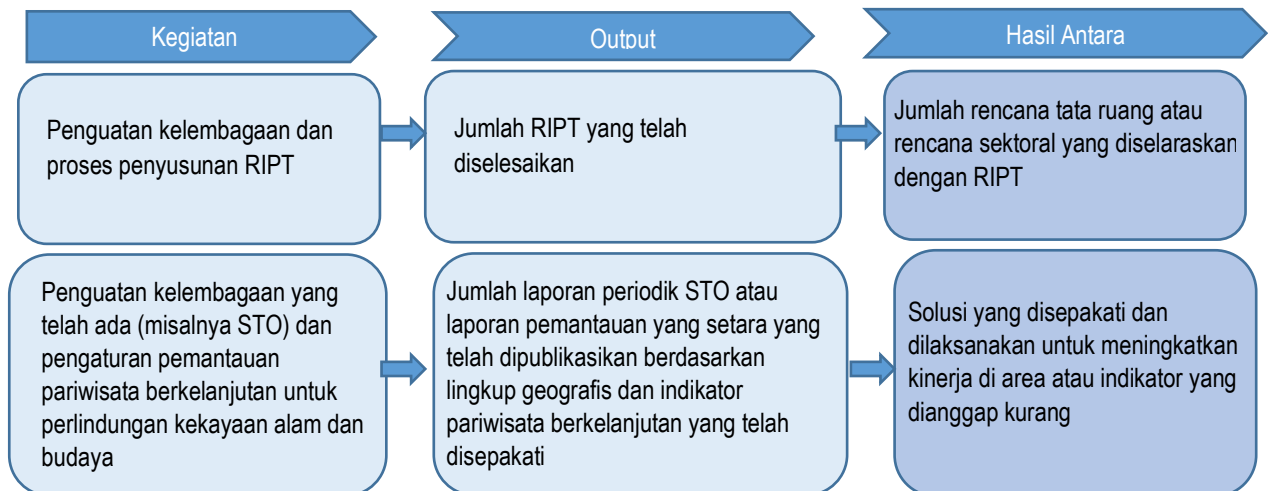 Kegiatan
Output
Hasil Antara
Penguatan kelembagaan dan
proses penyusunan RIPT
Jumlah RIPT yang telah
diselesaikan
Jumlah rencana tata ruang atau
rencana sektoral yang diselaraskan
dengan RIPT
Penguatan kelembagaan yang
telah ada (misalnya STO) dan
pengaturan pemantauan
pariwisata berkelanjutan untuk
perlindungan kekayaan alam dan
budaya
Jumlah laporan periodik STO atau
laporan pemantauan yang setara yang
telah dipublikasikan berdasarkan
lingkup geografis dan indikator
pariwisata berkelanjutan yang telah
disepakati
Solusi yang disepakati dan
dilaksanakan untuk meningkatkan
kinerja di area atau indikator yang
dianggap kurang